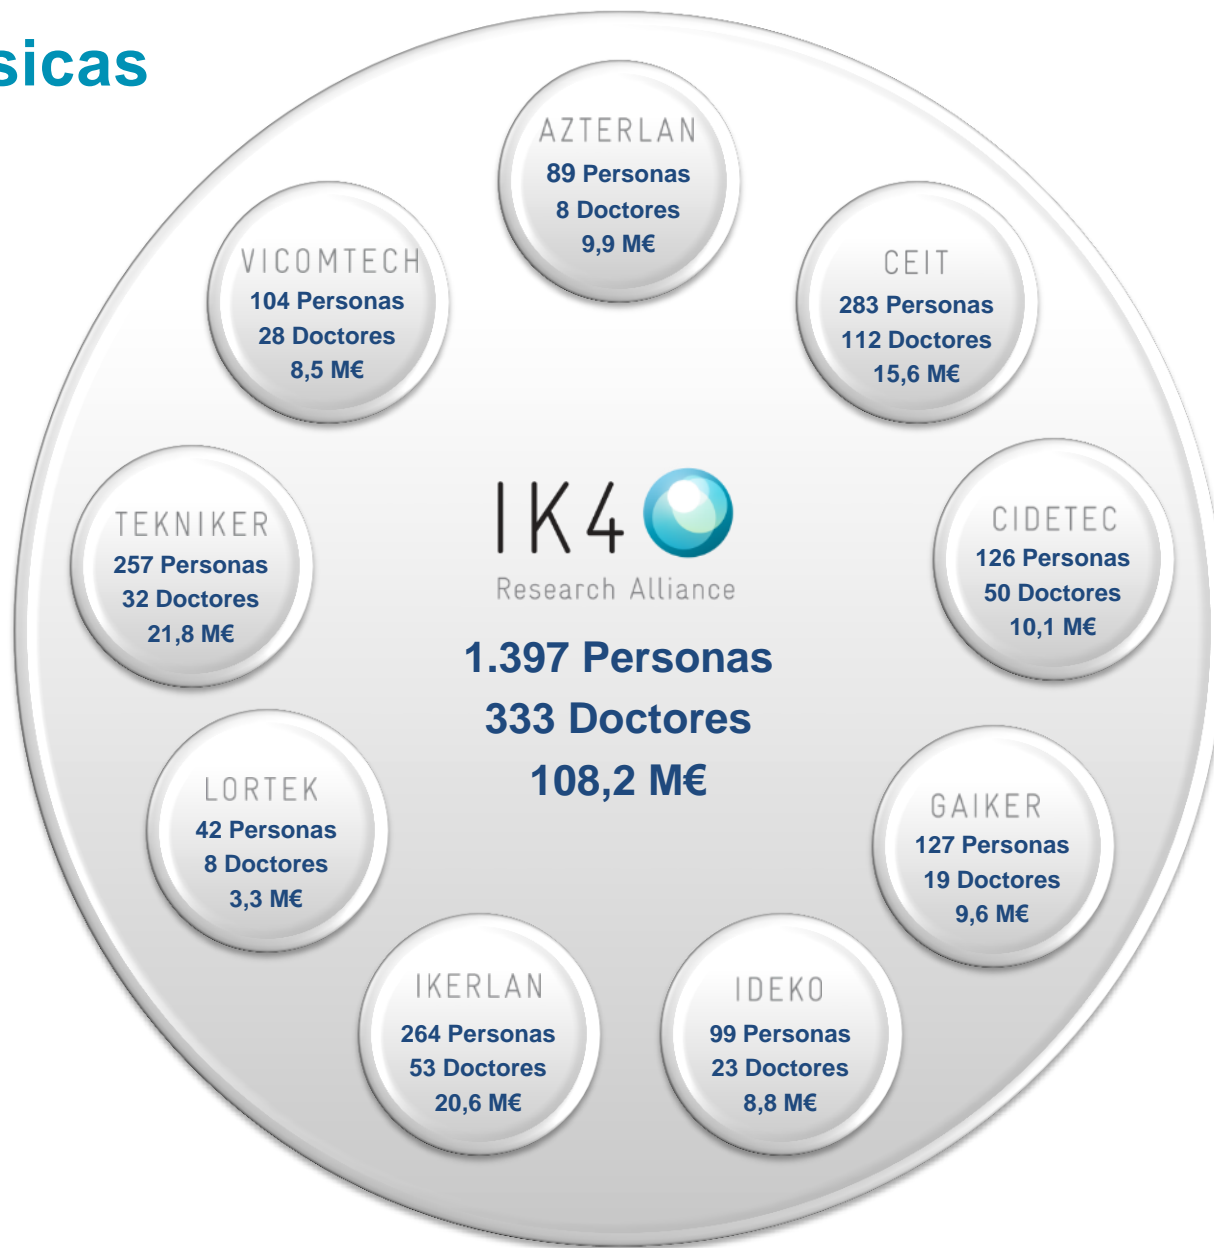 sicas
AZTERLAN
89 Personas
8 Doctores
9,9 M€
VICOMTECH
104 Personas
28 Doctores
8,5 M€
CEIT
283 Personas
112 Doctores
15,6 M€
TEKNIKER
257 Personas
32 Doctores
21,8 M€
IK4
Research Alliance
1.397 Personas
333 Doctores
108,2 M€
CIDETEC
126 Personas
50 Doctores
10,1 M€
LORTEK
42 Personas
8 Doctores
3,3 M€
GAIKER
127 Personas
19 Doctores
9,6 M€
IKERLAN
264 Personas
53 Doctores
20,6 M€
IDEKO
99 Personas
23 Doctores
8,8 M€